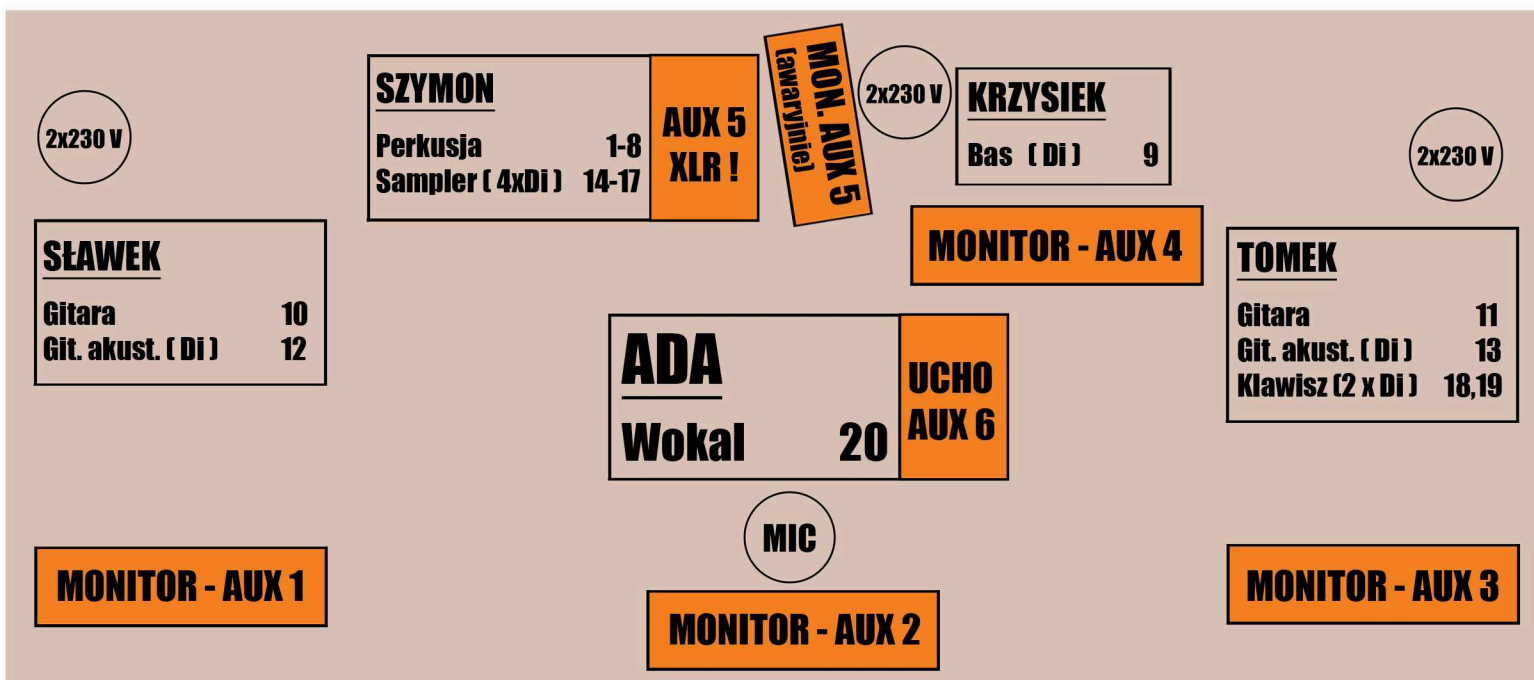 2x230 V
SZYMON
Perkusja 1-8
Sampler ( 4xDi ) 14-17
AUX 5
XLR !
MON. AUX 5
(awaryjnie)
2x230 V
KRZYSIEK
Bas ( Di ) 9
2x230 V
MONITOR - AUX 4
SŁAWEK
Gitara 10
Git. akust. ( Di ) 12
TOMEK
Gitara 11
Git. akust. ( Di ) 13
Klawisz (2 x Di ) 18,19
ADA
Wokal 20
UCHO
AUX 6
MIC
MONITOR - AUX 1
MONITOR - AUX 2
MONITOR - AUX 3